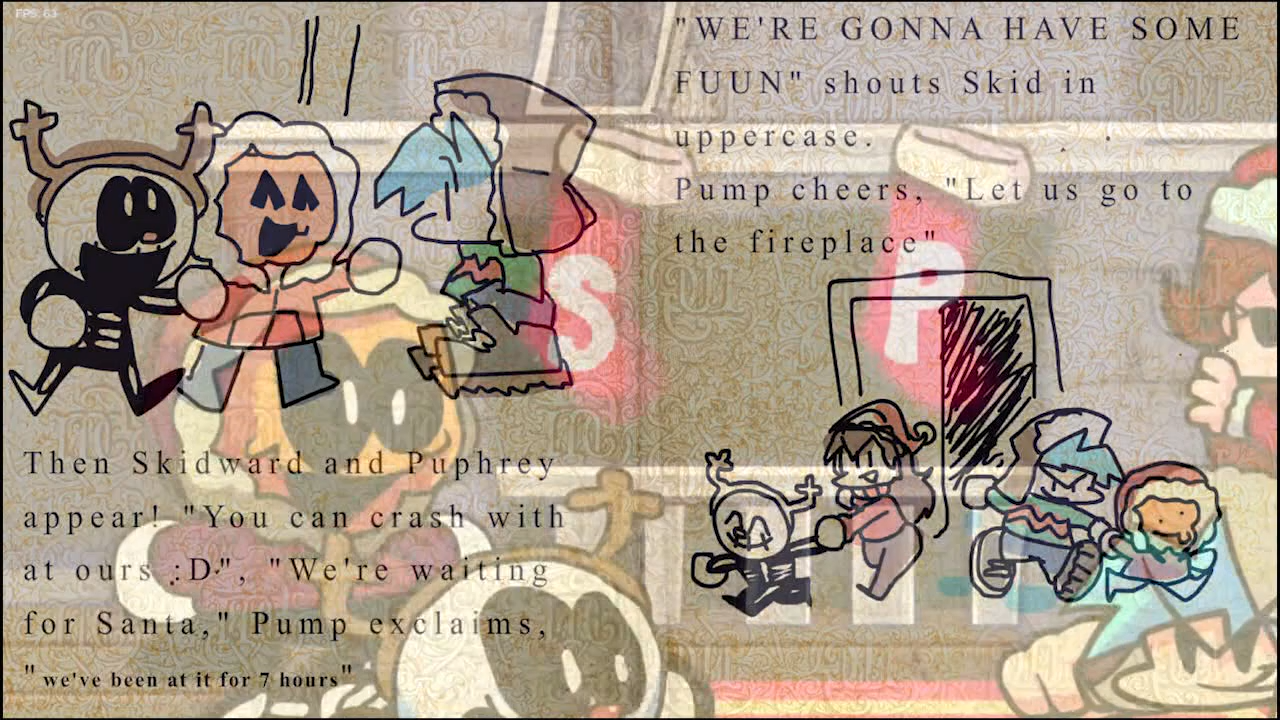 FPS: 63
"WE'RE GONNA HAVE SOME
FUUN" shouts Skid in
uppercase.
Pump cheers, "Let us go to
the fireplace"
S
P
Then Skidward and Puphrey
appear! "You can crash with
at ours :D", "We're waiting
for Santa," Pump exclaims,
"we've been at it for 7 hours"